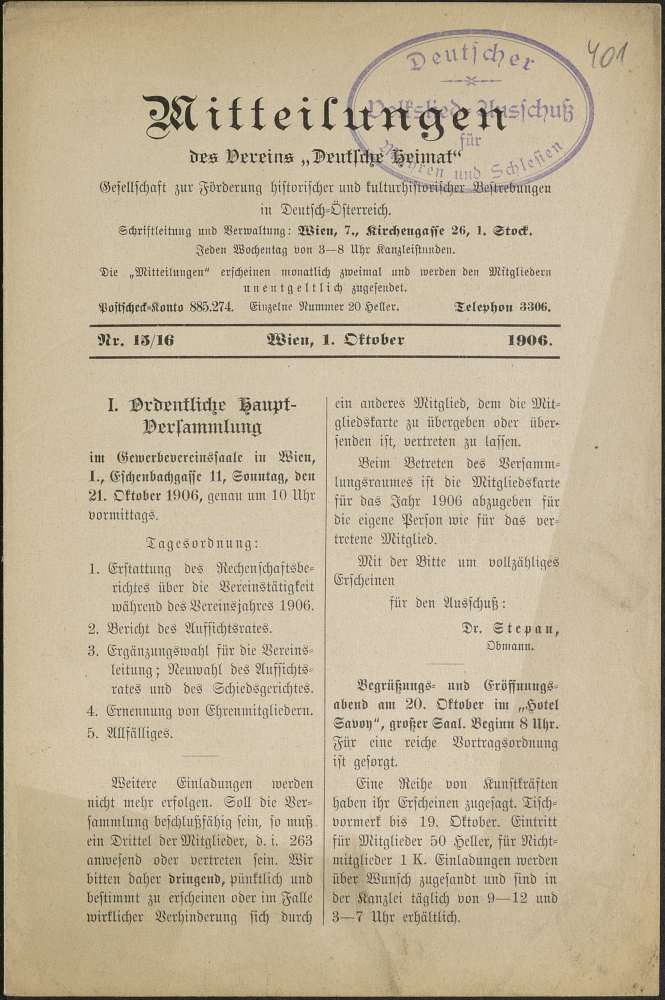 401
Deutscher
Volkslied-Ausschuß
für
Mähren und Schlesien
Mitteilungen
des Vereins „Deutsche Heimat“
Gesellschaft zur Förderung historischer und kulturhistorischer Bestrebungen
in Deutsch-Österreich.
Schriftleitung und Verwaltung: Wien, 7., Kirchengasse 26, 1. Stock.
Jeden Wochentag von 3—8 Uhr Kanzleistunden.
Die „Mitteilungen“ erscheinen monatlich zweimal und werden den Mitgliedern
unentgeltlich zugesendet.
Postscheck-Konto 885.274. Einzelne Nummer 20 Heller. Telephon 3306.
Nr. 15/16 Wien, 1. Oktober 1906.
I. Ordentliche Haupt-
Versammlung
im Gewerbevereinssaale in Wien,
I., Eschenbachgasse 11, Sonntag, den
21. Oktober 1906, genau um 10 Uhr
vormittags.
Tagesordnung:
1. Erstattung des Rechenschaftsbe-
richtes über die Vereinstätigkeit
während des Vereinsjahres 1906.
2. Bericht des Aufsichtsrates.
3. Ergänzungswahl für die Vereins-
leitung; Neuwahl des Aufsichts-
rates und des Schiedsgerichtes.
4. Ernennung von Ehrenmitgliedern.
5. Allfälliges.
Weitere Einladungen werden
nicht mehr erfolgen. Soll die Ver-
sammlung beschlußfähig sein, so muß
ein Drittel der Mitglieder, d. i. 263
anwesend oder vertreten sein. Wir
bitten daher dringend, pünktlich und
bestimmt zu erscheinen oder im Falle
wirklicher Verhinderung sich durch
ein anderes Mitglied, dem die Mit-
gliedskarte zu übergeben oder über-
senden ist, vertreten zu lassen.
Beim Betreten des Versamm-
lungsraumes ist die Mitgliedskarte
für das Jahr 1906 abzugeben für
die eigene Person wie für das ver-
tretene Mitglied.
Mit der Bitte um vollzähliges
Erscheinen
für den Ausschuß:
Dr. Stepan,
Obmann.
Begrüßungs- und Eröffnungs-
abend am 20. Oktober im „Hotel
Savoy“, großer Saal. Beginn 8 Uhr.
Für eine reiche Vortragsordnung
ist gesorgt.
Eine Reihe von Kunstkräften
haben ihr Erscheinen zugesagt. Tisch-
vormerk bis 19. Oktober. Eintritt
für Mitglieder 50 Heller, für Nicht-
mitglieder 1 K. Einladungen werden
über Wunsch zugesandt und sind in
der Kanzlei täglich von 9—12 und
3—7 Uhr erhältlich.